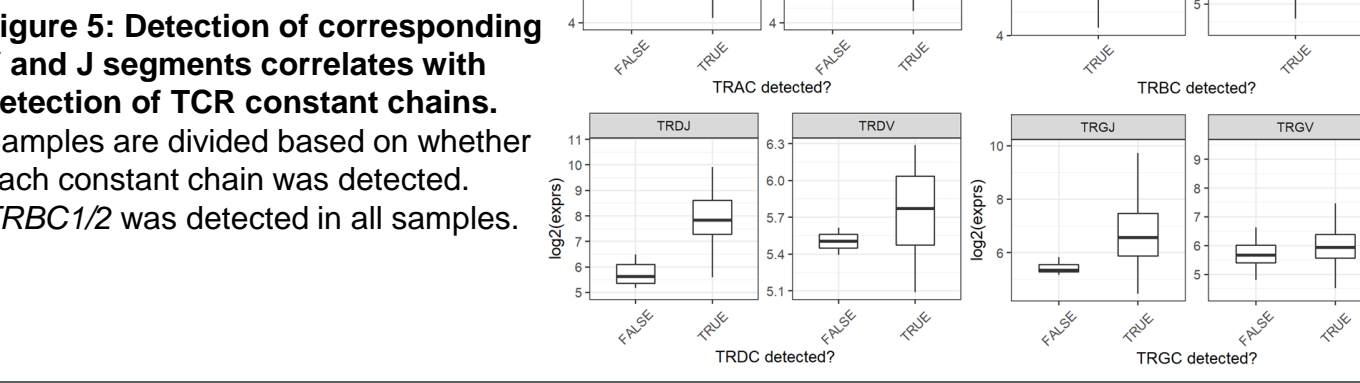 igure 5: Detection of corresponding
and J segments correlates with
etection of TCR constant chains.
amples are divided based on whether
ach constant chain was detected.
TRBC1/2 was detected in all samples.
4
4
4
5
FALSE TRUE FALSE TRUE TRUE TRUE
TRAC detected? TRBC detected?
TRDJ TRDV TRGJ TRGV
log2(exprs)
11
10
9
8
7
6
5
6.3
6.0
5.7
5.4
5.1
log2(exprs)
10
8
6
9
8
7
6
5
FALSE TRUE FALSE TRUE FALSE TRUE FALSE TRUE
TRDC detected? TRGC detected?